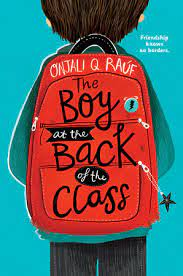 Friendship
knows
no borders.
ONJALI Q. RAÚF
The
BOY
at the
BACK
of the
CLASS